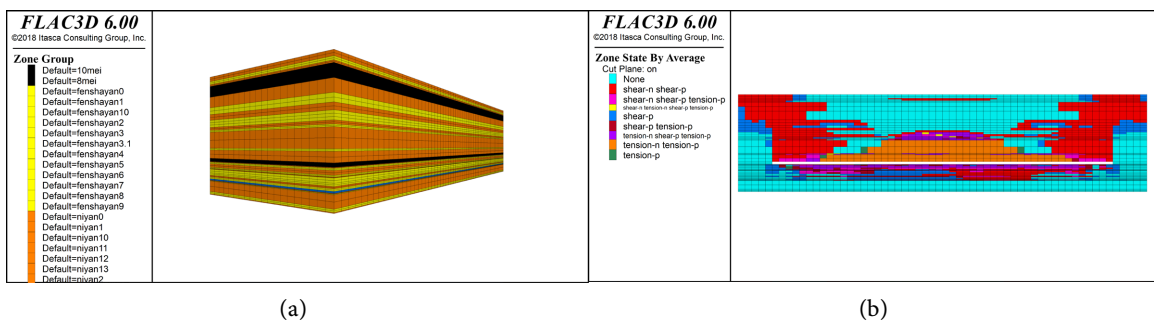 FLAC3D 6.00
©2018 Itasca Consulting Group, Inc.
Zone Group
Default=10mei
Default=8mei
Default=fenshayan0
Default=fenshayan1
Default=fenshayan10
Default=fenshayan2
Default=fenshayan3
Default=fenshayan3.1
Default=fenshayan4
Default=fenshayan5
Default=fenshayan6
Default=fenshayan7
Default=fenshayan8
Default=fenshayan9
Default=niyan0
Default=niyan1
Default=niyan10
Default=niyan11
Default=niyan12
Default=niyan13
Default=niyan2
(a)
FLAC3D 6.00
©2018 Itasca Consulting Group, Inc.
Zone State By Average
Cut Plane: on
None
shear-n shear-p
shear-n shear-p tension-p
shear-n tension-n shear-p tension-p
shear-p
shear-p tension-p
shear-n tension-n shear-p tension-p
tension-n tension-p
tension-p
(b)